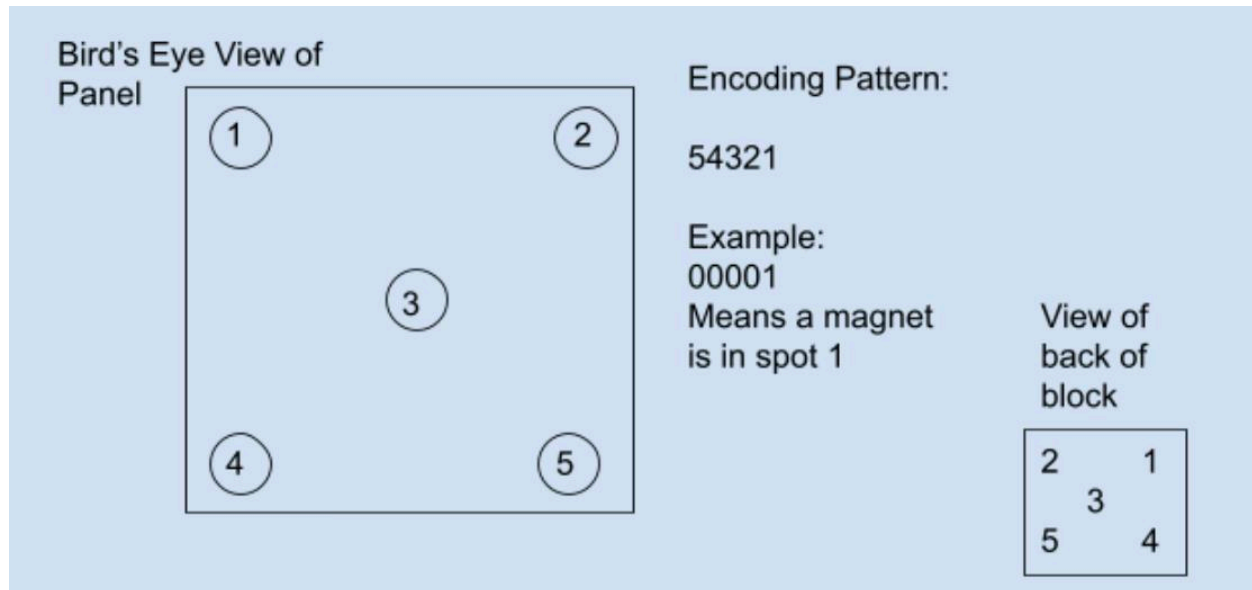 Bird's Eye View of
Panel
1 2
3
4 5
Encoding Pattern:
54321
Example:
00001
Means a magnet
is in spot 1
View of
back of
block
2 1
3
5 4